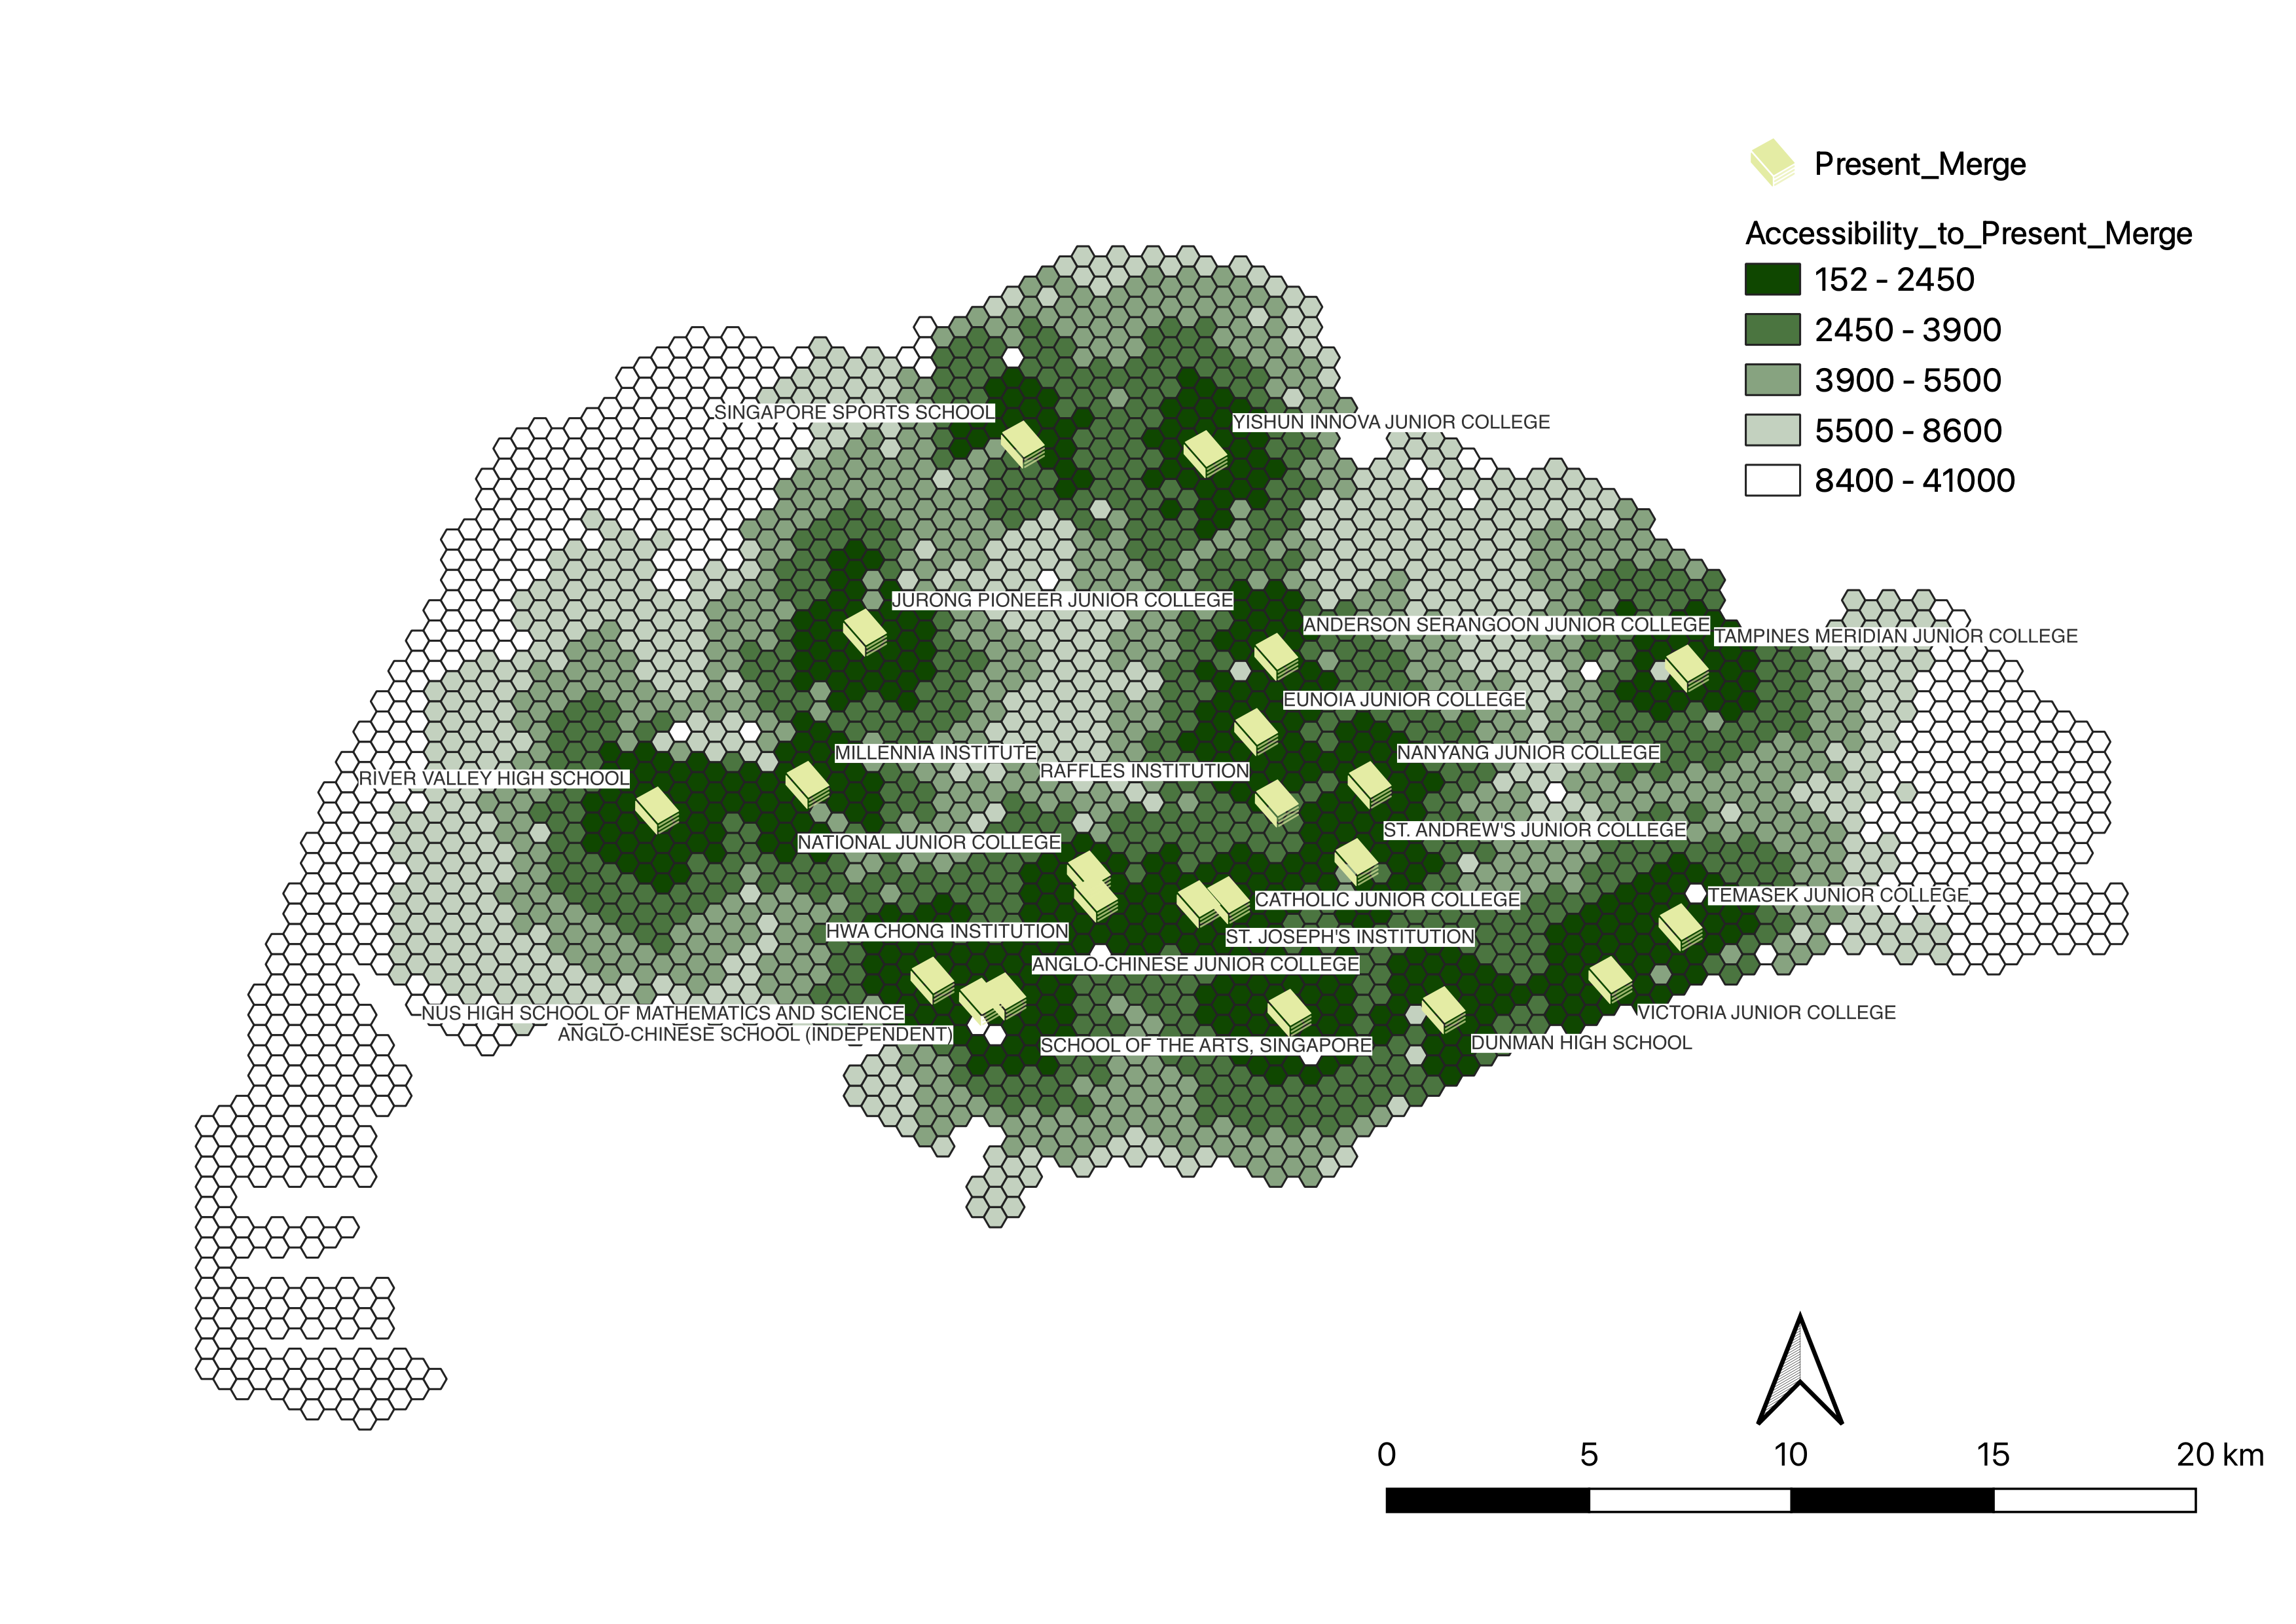 Present_Merge
Accessibility_to_Present_Merge
152 - 2450
2450 - 3900
3900 - 5500
5500 - 8600
8400 - 41000
SINGAPORE SPORTS SCHOOL
YISHUN INNOVA JUNIOR COLLEGE
JURONG PIONEER JUNIOR COLLEGE
ANDERSON SERANGOON JUNIOR COLLEGE
TAMPINES MERIDIAN JUNIOR COLLEGE
EUNOIA JUNIOR COLLEGE
MILLENNIA INSTITUTE
NANYANG JUNIOR COLLEGE
RAFFLES INSTITUTION
RIVER VALLEY HIGH SCHOOL
ST. ANDREW'S JUNIOR COLLEGE
NATIONAL JUNIOR COLLEGE
TEMASEK JUNIOR COLLEGE
CATHOLIC JUNIOR COLLEGE
HWA CHONG INSTITUTION
ST. JOSEPH'S INSTITUTION
ANGLO-CHINESE JUNIOR COLLEGE
NUS HIGH SCHOOL OF MATHEMATICS AND SCIENCE
VICTORIA JUNIOR COLLEGE
ANGLO-CHINESE SCHOOL (INDEPENDENT)
SCHOOL OF THE ARTS, SINGAPORE
DUNMAN HIGH SCHOOL
0 5 10 15 20 km